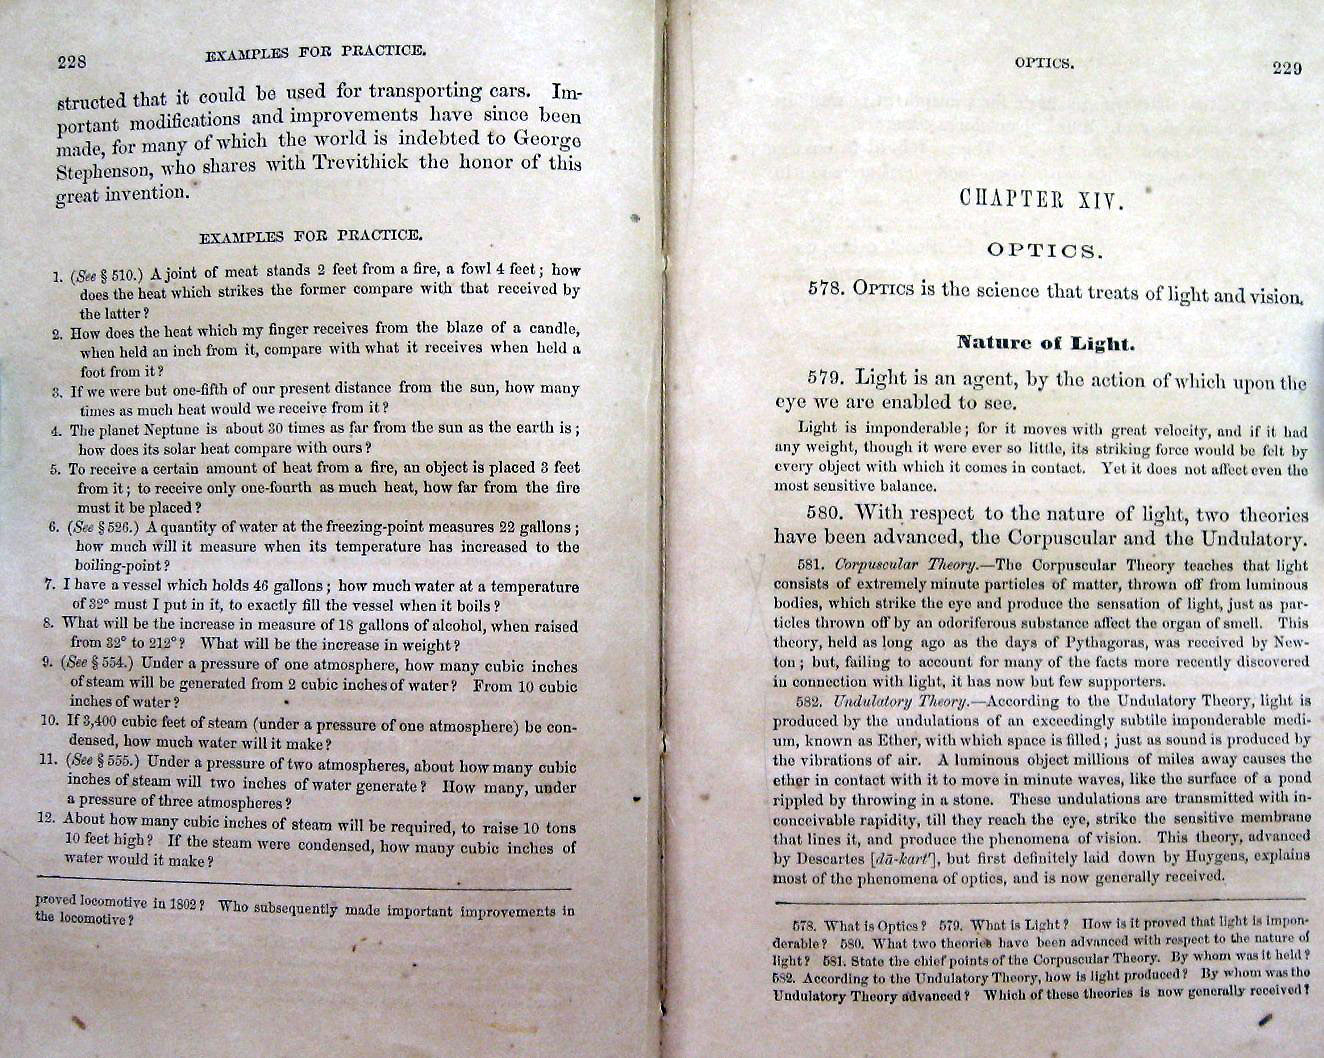 228
EXAMPLES FOR PRACTICE.
structed that it could be used for transporting cars. Im-
portant modifications and improvements have since been
made, for many of which the world is indebted to George
Stephenson, who shares with Trevithick the honor of this
great invention.
EXAMPLES FOR PRACTICE.
1. (See § 510.) A joint of meat stands 2 feet from a fire, a fowl 4 feet; how
does the heat which strikes the former compare with that received by
the latter?
2. How does the heat which my finger receives from the blaze of a candle,
when held an inch from it, compare with what it receives when held a
foot from it?
3. If we were but one-fifth of our present distance from the sun, how many
times as much heat would we receive from it?
4. The planet Neptune is about 30 times as far from the sun as the earth is;
how does its solar heat compare with ours?
5. To receive a certain amount of heat from a fire, an object is placed 3 feet
from it; to receive only one-fourth as much heat, how far from the fire
must it be placed?
6. (See § 526.) A quantity of water at the freezing-point measures 22 gallons;
how much will it measure when its temperature has increased to the
boiling-point?
7. I have a vessel which holds 46 gallons; how much water at a temperature
of 32° must I put in it, to exactly fill the vessel when it boils?
8. What will be the increase in measure of 18 gallons of alcohol, when raised
from 32° to 212°? What will be the increase in weight?
9. (See § 554.) Under a pressure of one atmosphere, how many cubic inches
of steam will be generated from 2 cubic inches of water? From 10 cubic
inches of water?
10. If 3,400 cubic feet of steam (under a pressure of one atmosphere) be con-
densed, how much water will it make?
11. (See § 555.) Under a pressure of two atmospheres, about how many cubic
inches of steam will two inches of water generate? How many, under
a pressure of three atmospheres?
12. About how many cubic inches of steam will be required, to raise 10 tons
10 feet high? If the steam were condensed, how many cubic inches of
water would it make?
proved locomotive in 1802? Who subsequently made important improvements in
the locomotive?
OPTICS.
229
CHAPTER XIV.
OPTICS.
578. OPTICS is the science that treats of light and vision.
Nature of Light.
579. Light is an agent, by the action of which upon the
eye we are enabled to see.
Light is imponderable; for it moves with great velocity, and if it had
any weight, though it were ever so little, its striking force would be felt by
every object with which it comes in contact. Yet it does not affect even the
most sensitive balance.
580. With respect to the nature of light, two theories
have been advanced, the Corpuscular and the Undulatory.
581. Corpuscular Theory.—The Corpuscular Theory teaches that light
consists of extremely minute particles of matter, thrown off from luminous
bodies, which strike the eye and produce the sensation of light, just as par-
ticles thrown off by an odoriferous substance affect the organ of smell. This
theory, held as long ago as the days of Pythagoras, was received by New-
ton; but, failing to account for many of the facts more recently discovered
in connection with light, it has now but few supporters.
582. Undulatory Theory.—According to the Undulatory Theory, light is
produced by the undulations of an exceedingly subtile imponderable medi-
um, known as Ether, with which space is filled; just as sound is produced by
the vibrations of air. A luminous object millions of miles away causes the
ether in contact with it to move in minute waves, like the surface of a pond
rippled by throwing in a stone. These undulations are transmitted with in-
conceivable rapidity, till they reach the eye, strike the sensitive membrane
that lines it, and produce the phenomena of vision. This theory, advanced
by Descartes [dā-kart'], but first definitely laid down by Huygens, explains
most of the phenomena of optics, and is now generally received.
578. What is Optics? 579. What is Light? How is it proved that light is impon-
derable? 580. What two theories have been advanced with respect to the nature of
light? 581. State the chief points of the Corpuscular Theory. By whom was it held?
582. According to the Undulatory Theory, how is light produced? By whom was the
Undulatory Theory advanced? Which of these theories is now generally received?